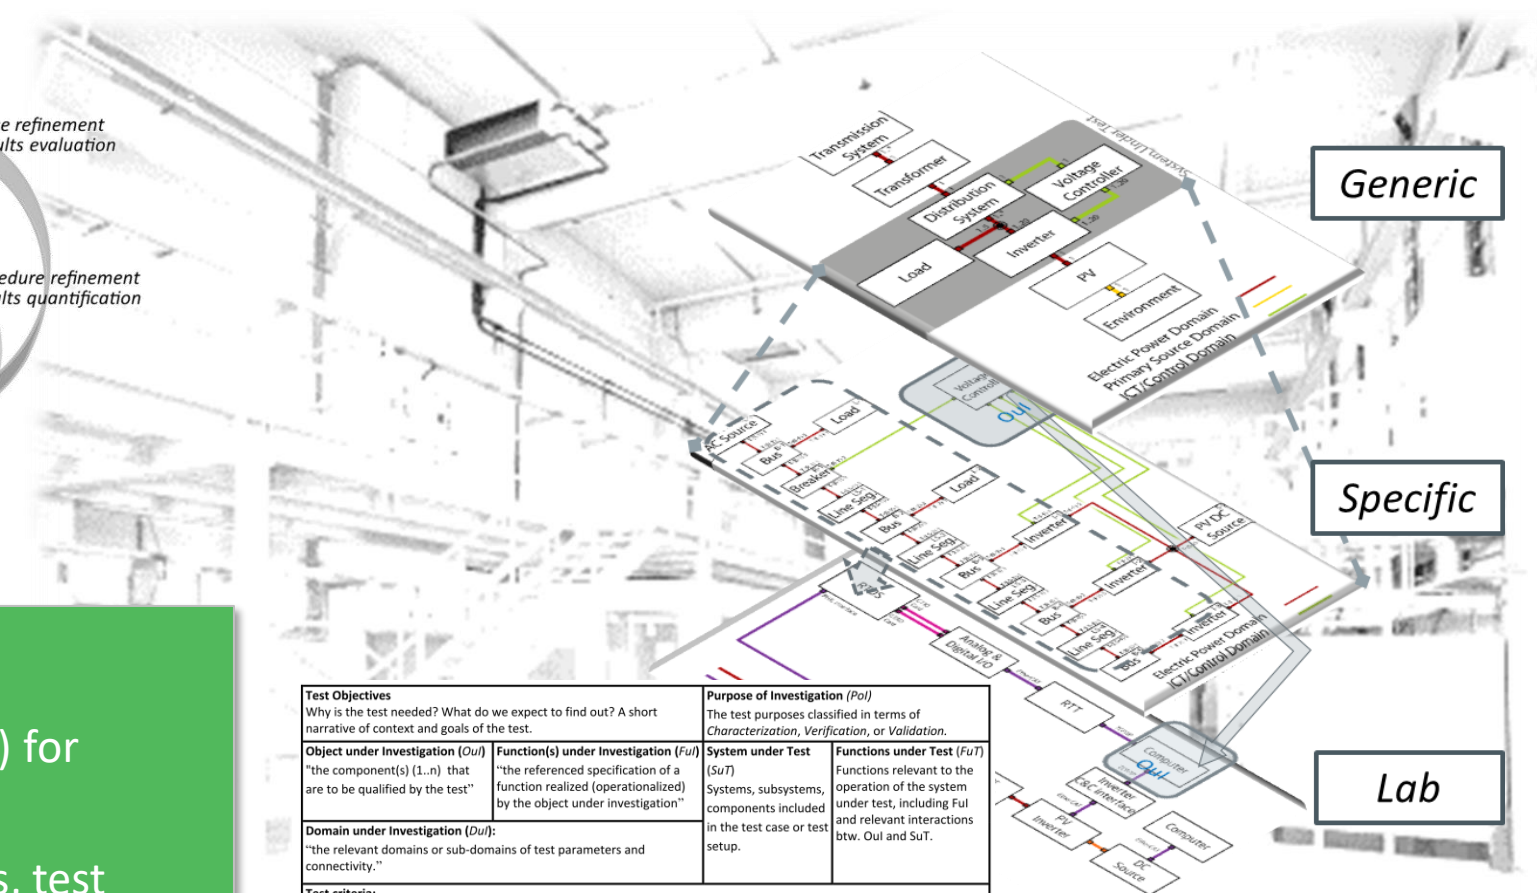 e refinement
ults evaluation
edure refinement
ults quantification
) for
s, test
Generic
Specific
Lab
System Under Test
Transmission
System
Transformer
Distribution
System
Voltage
Controller
Load
Inverter
PV
Environment
Electric Power Domain
Primary Source Domain
ICT/Control Domain
Voltage
Control
OuI
AC Source
Load
Bus
Breaker
Line Seg.
Load
Bus
Line Seg.
Inverter
PV DC
Source
Bus
Line Seg.
Inverter
Bus
Line Seg.
Inverter
Bus
Electric Power Domain
ICT/Control Domain
Analog &
Digital I/O
RTT
Computer
OuI
Inverter
C&C interface
PV
Inverter
Computer
DC
Source
Test Objectives
Why is the test needed? What do we expect to find out? A short
narrative of context and goals of the test.
Purpose of Investigation (PoI)
The test purposes classified in terms of
Characterization, Verification, or Validation.
Object under Investigation (OuI)
"the component(s) (1..n) that
are to be qualified by the test"
Function(s) under Investigation (FuI)
"the referenced specification of a
function realized (operationalized)
by the object under investigation"
System under Test
(SuT)
Systems, subsystems,
components included
in the test case or test
setup.
Functions under Test (FuT)
Functions relevant to the
operation of the system
under test, including FuI
and relevant interactions
btw. OuI and SuT.
Domain under Investigation (DuI):
"the relevant domains or sub-domains of test parameters and
connectivity."
Test criteria: